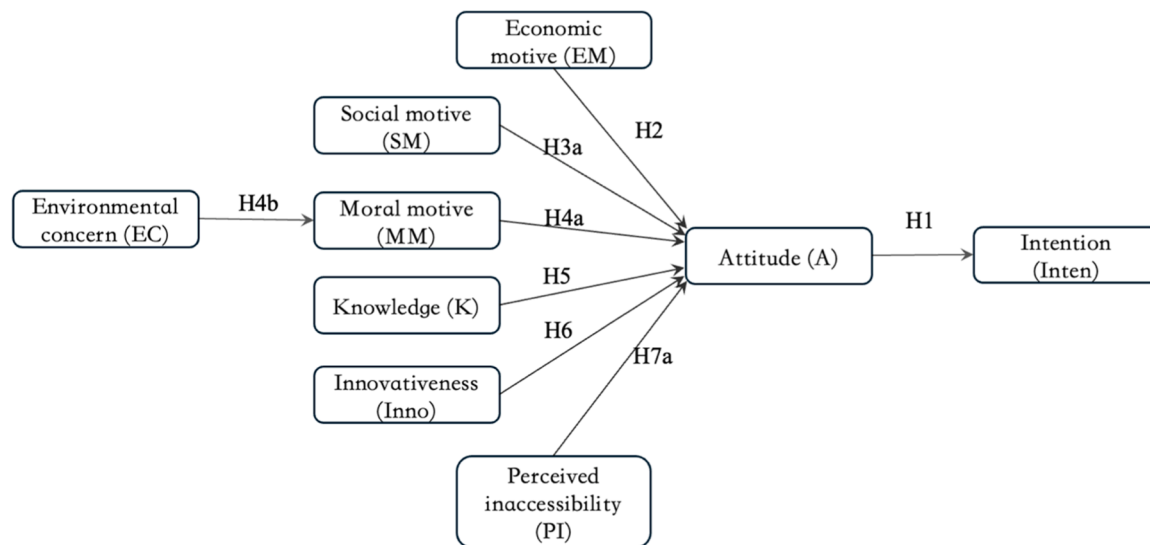 Economic
motive (EM)
Social motive
(SM)
H2
H3a
Environmental
concern (EC)
H4b
Moral motive
(MM)
H4a
Attitude (A)
H1
Intention
(Inten)
Knowledge (K)
H5
H6
Innovativeness
(Inno)
H7a
Perceived
inaccessibility
(PI)